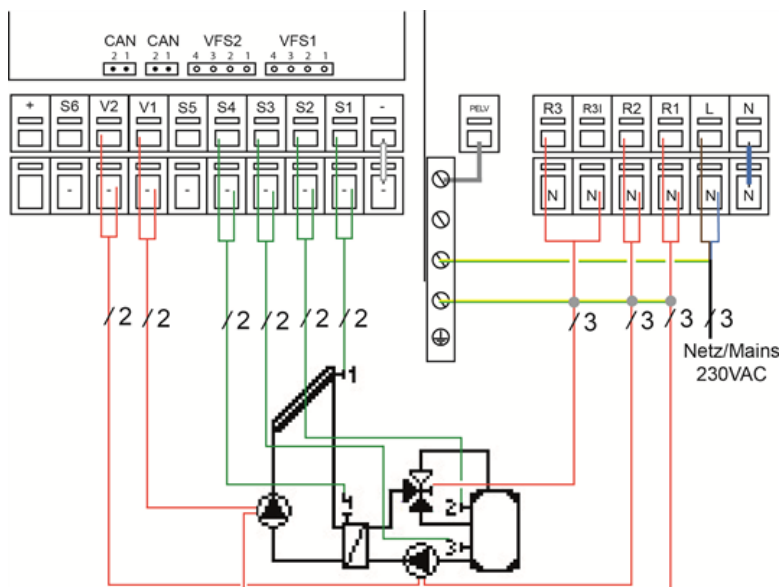 CAN CAN VFS2 VFS1
2 1 2 1 4 3 2 1 4 3 2 1
+ S6 V2 V1 S5 S4 S3 S2 S1 - PELV R3 R3I R2 R1 L N
- - - - - - - - - N N N N N N
/2 /2 /2 /2 /2 /2 /3 /3 /3 /3
Netz/Mains
230VAC
1
4 2
3